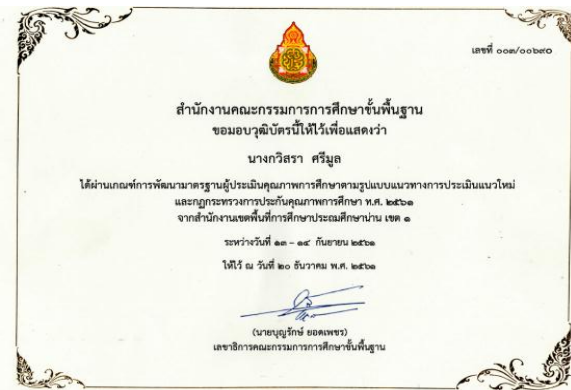 เลขที่ ๐๐๓/๐๐๖๙๐
สำนักงานคณะกรรมการการศึกษาขั้นพื้นฐาน
ขอมอบวุฒิบัตรนี้ให้ไว้เพื่อแสดงว่า
นางกวิสรา ศรีมูล
ได้ผ่านเกณฑ์การพัฒนามาตรฐานผู้ประเมินคุณภาพการศึกษาตามรูปแบบแนวทางการประเมินแนวใหม่
และกฎกระทรวงการประกันคุณภาพการศึกษา พ.ศ. ๒๕๖๑
จากสำนักงานเขตพื้นที่การศึกษาประถมศึกษาน่าน เขต ๑
ระหว่างวันที่ ๑๓ – ๑๔ กันยายน ๒๕๖๑
ให้ไว้ ณ วันที่ ๒๐ ธันวาคม พ.ศ. ๒๕๖๑
(นายบุญรักษ์ ยอดเพชร)
เลขาธิการคณะกรรมการการศึกษาขั้นพื้นฐาน